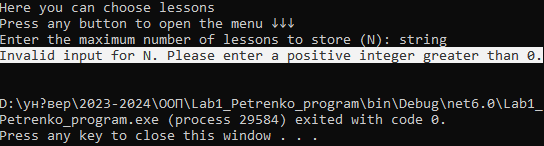 Here you can choose lessons
Press any button to open the menu ↓↓↓
Enter the maximum number of lessons to store (N): string
Invalid input for N. Please enter a positive integer greater than 0.
D:\ун?вер\2023-2024\ООП\Lab1_Petrenko_program\bin\Debug\net6.0\Lab1_
Petrenko_program.exe (process 29584) exited with code 0.
Press any key to close this window . . .